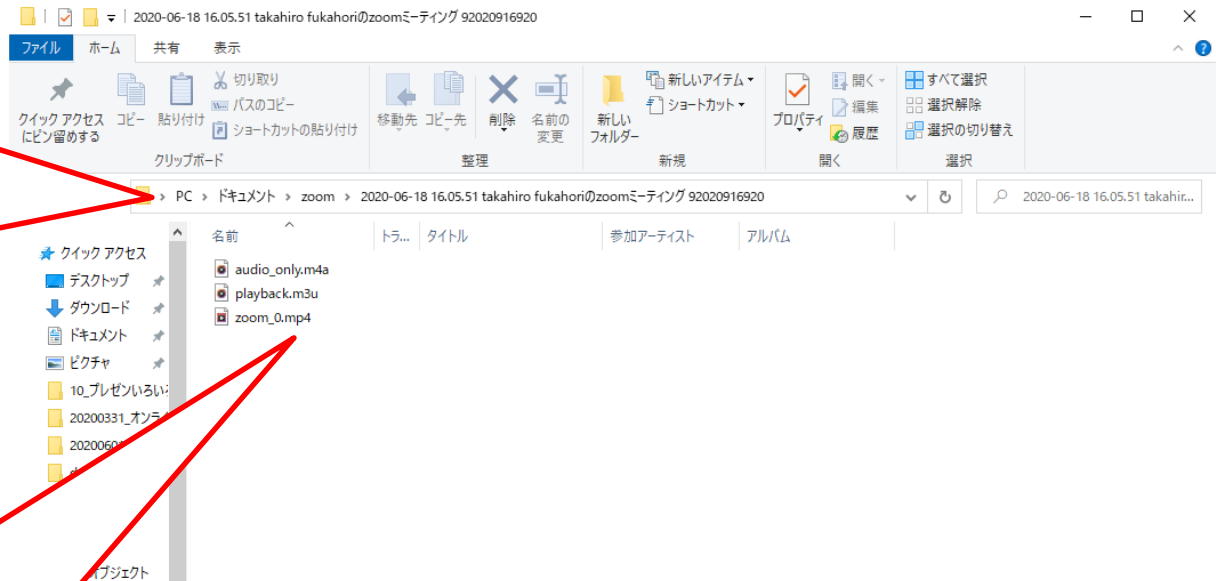 2020-06-18 16.05.51 takahiro fukahoriのzoomミーティング 92020916920
ファイル ホーム 共有 表示
クイック アクセス
にピン留めする
コピー
貼り付け
切り取り
パスのコピー
ショートカットの貼り付け
クリップボード
移動先
コピー先
削除
名前の
変更
整理
新しい
フォルダー
新しいアイテム
ショートカット
新規
プロパティ
開く
編集
履歴
開く
すべて選択
選択解除
選択の切り替え
選択
PC › ドキュメント › zoom › 2020-06-18 16.05.51 takahiro fukahoriのzoomミーティング 92020916920
2020-06-18 16.05.51 takahir...
クイック アクセス
デスクトップ
ダウンロード
ドキュメント
ピクチャ
10_プレゼンいろい
20200331_オンラ
2020060
オブジェクト
名前 トラ... タイトル 参加アーティスト アルバム
audio_only.m4a
playback.m3u
zoom_0.mp4